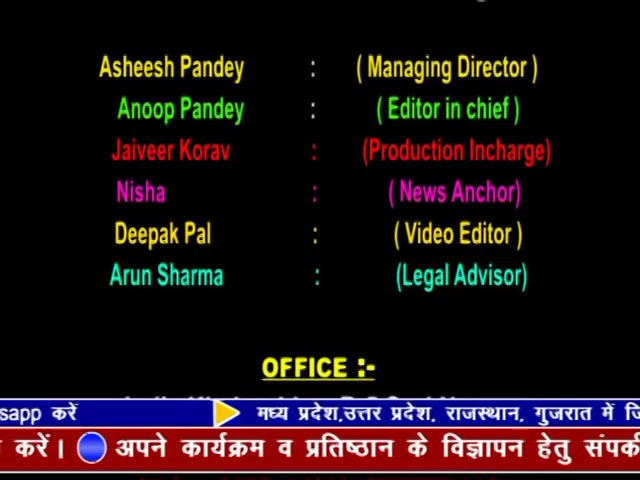 Asheesh Pandey : ( Managing Director )
Anoop Pandey : ( Editor in chief )
Jaiveer Korav : (Production Incharge)
Nisha : ( News Anchor)
Deepak Pal : ( Video Editor )
Arun Sharma : (Legal Advisor)
OFFICE :-
sapp करें मध्य प्रदेश,उत्तर प्रदेश, राजस्थान, गुजरात में
करें। अपने कार्यक्रम व प्रतिष्ठान के विज्ञापन हेतु संपर्क